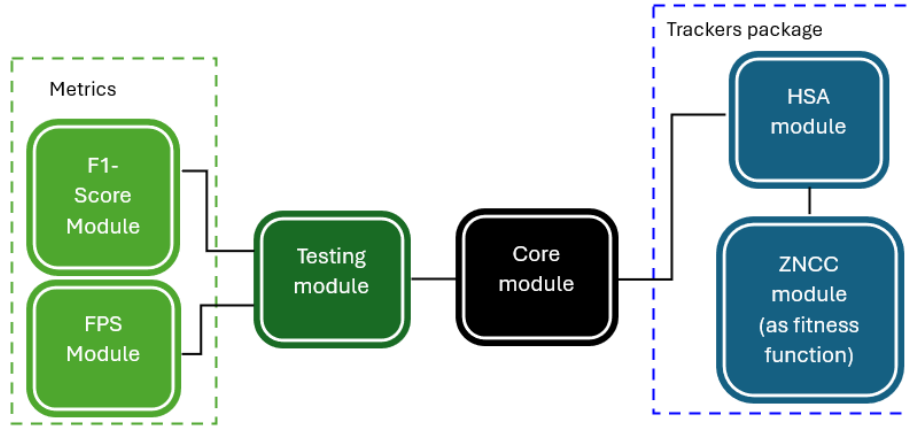 Metrics
F1-
Score
Module
FPS
Module
Testing
module
Core
module
Trackers package
HSA
module
ZNCC
module
(as fitness
function)